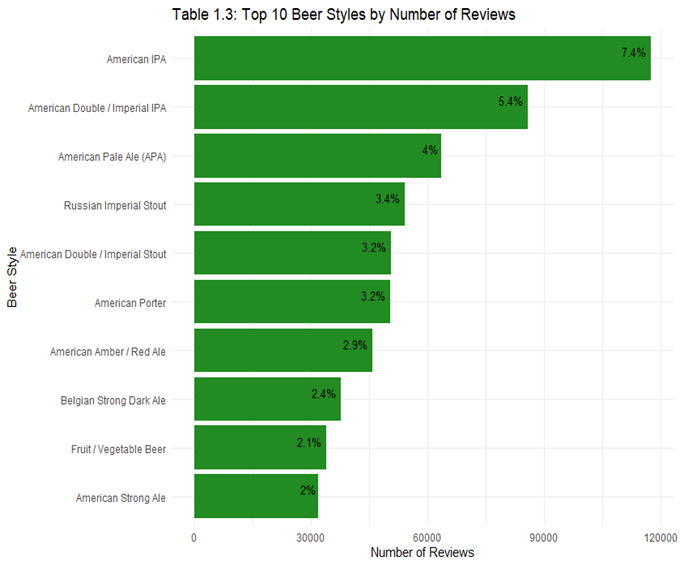 Table 1.3: Top 10 Beer Styles by Number of Reviews
Beer Style
American IPA 7.4%
American Double / Imperial IPA 5.4%
American Pale Ale (APA) 4%
Russian Imperial Stout 3.4%
American Double / Imperial Stout 3.2%
American Porter 3.2%
American Amber / Red Ale 2.9%
Belgian Strong Dark Ale 2.4%
Fruit / Vegetable Beer 2.1%
American Strong Ale 2%
0 30000 60000 90000 120000
Number of Reviews